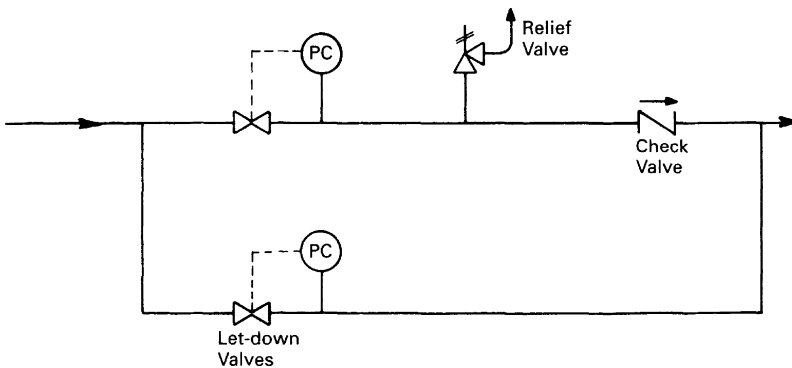 PC
Relief
Valve
Check
Valve
PC
Let-down
Valves